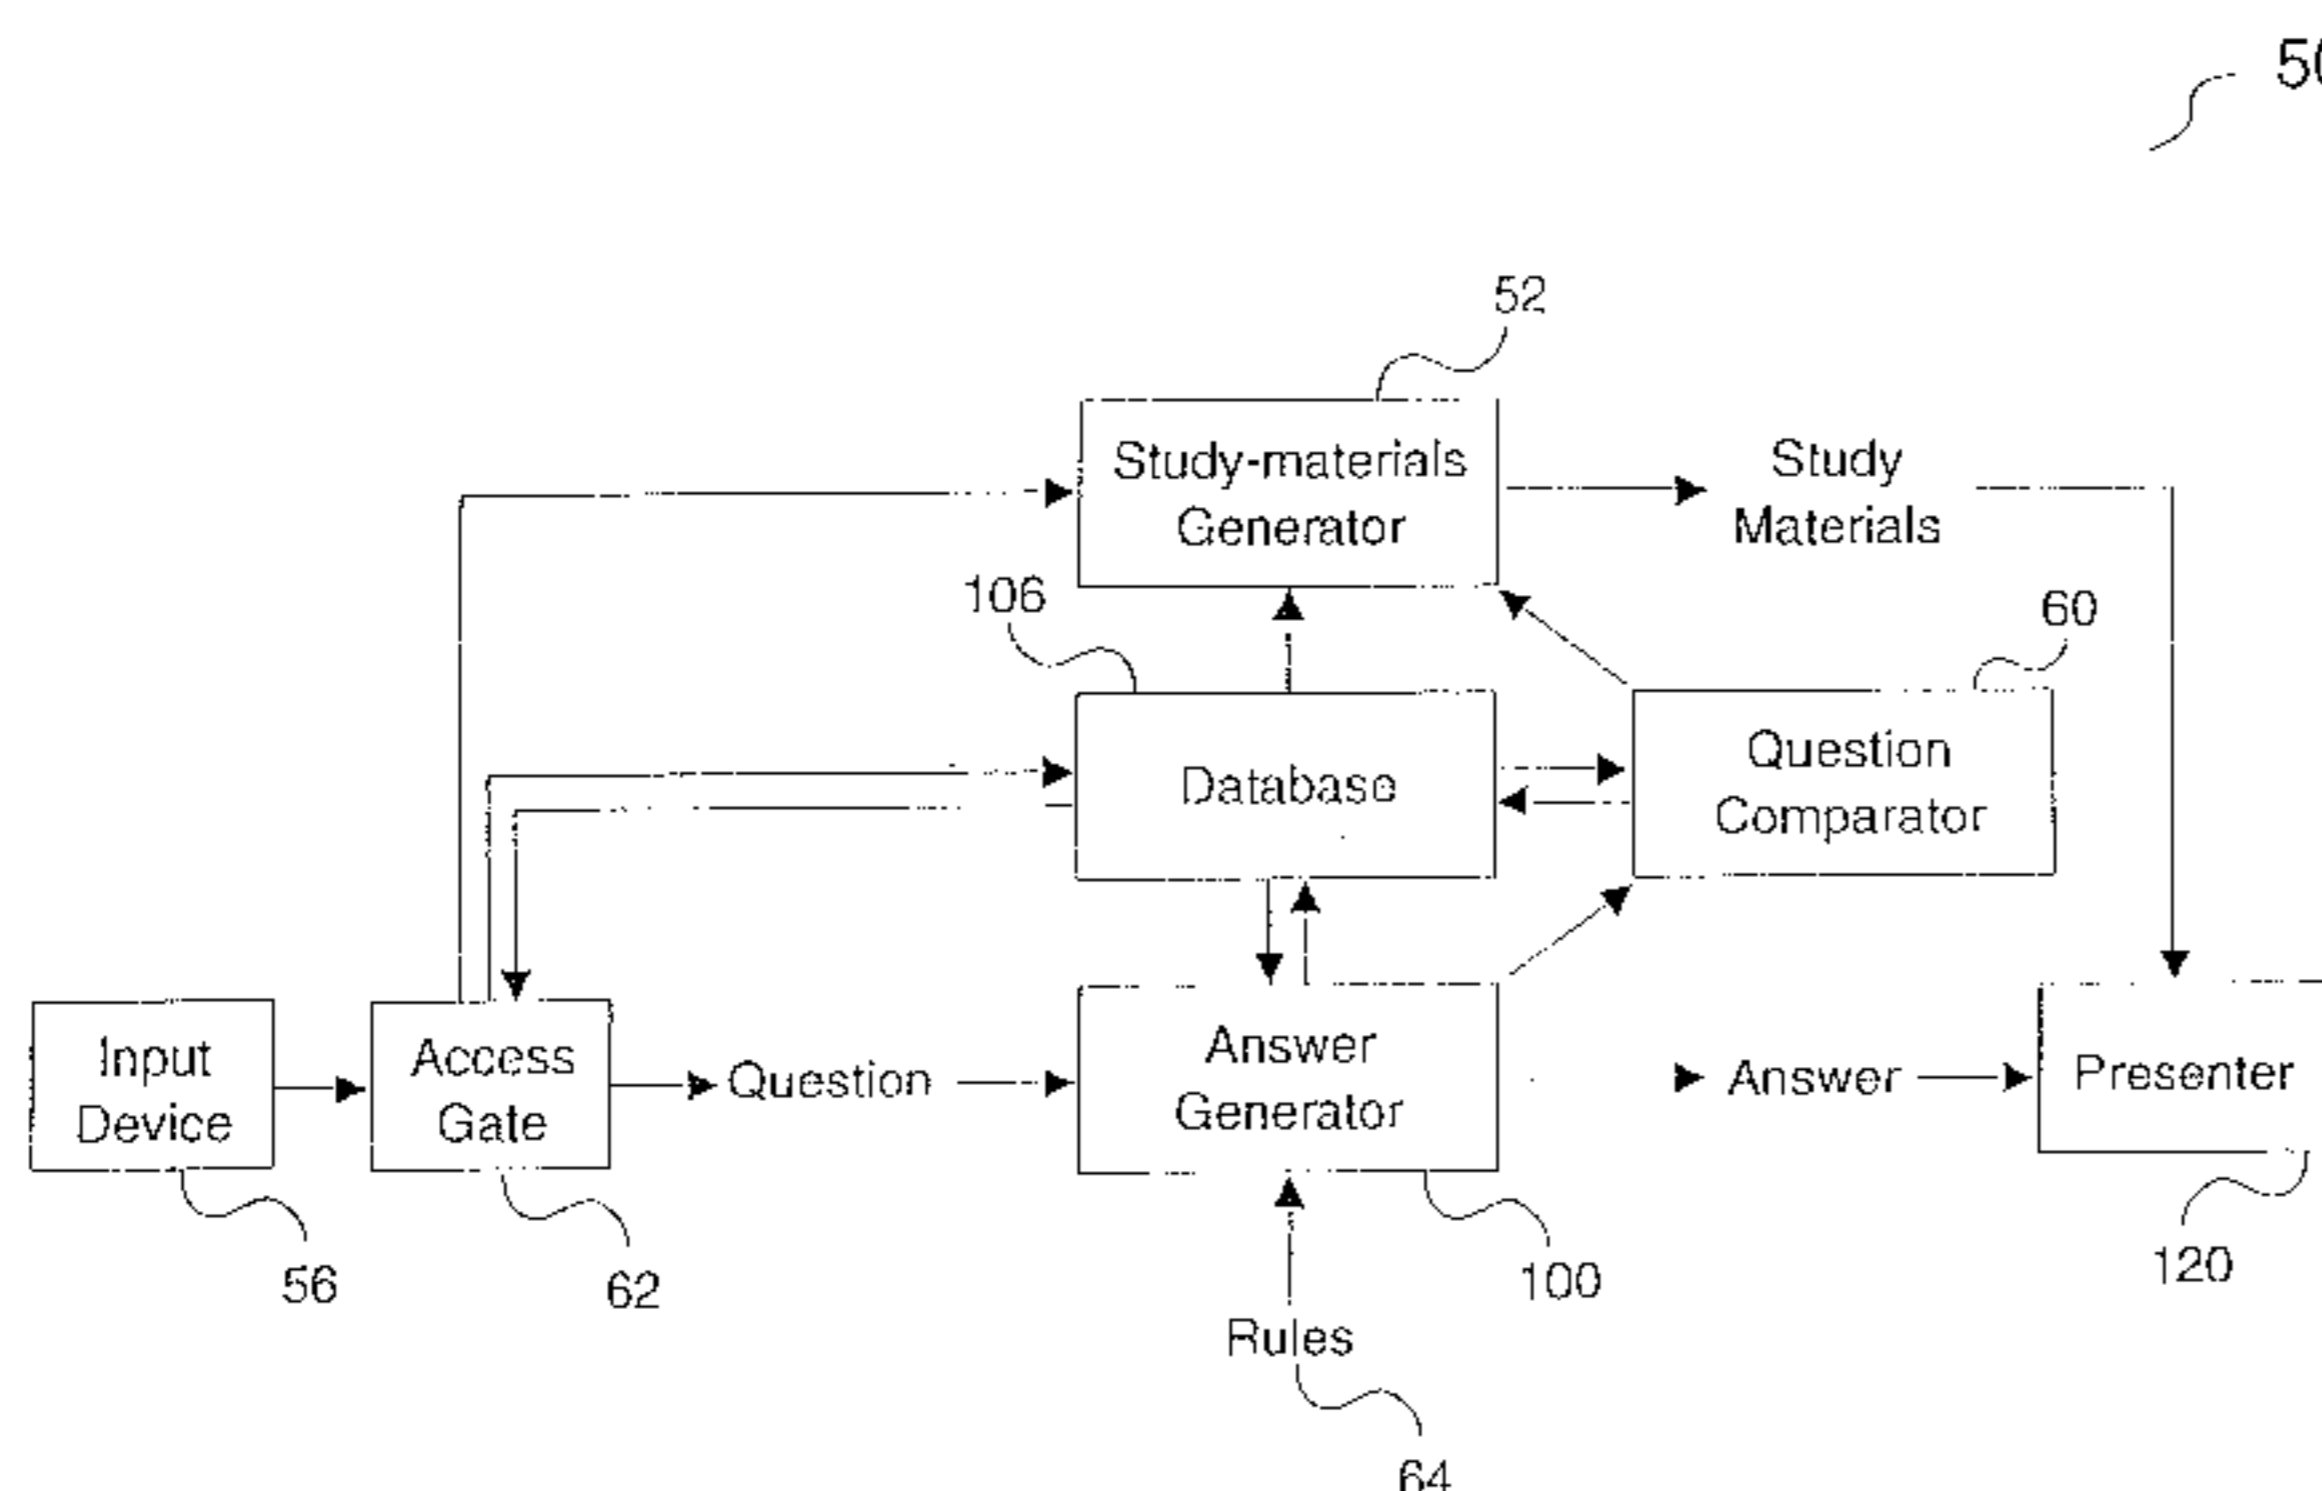 52
Study-materials
Generator
Study
Materials
106
60
Database
Question
Comparator
Input
Device
Access
Gate
Question
Answer
Generator
Answer
Presenter
56
62
100
120
Rules
64